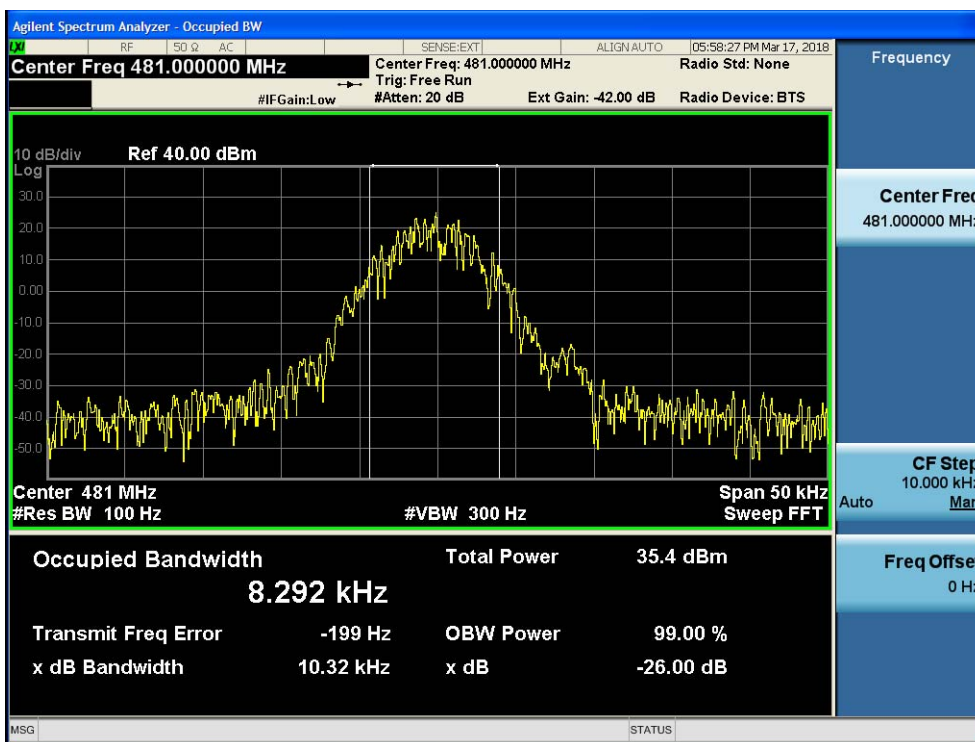 Agilent Spectrum Analyzer - Occupied BW
LXI RF 50 Ω AC SENSE:EXT ALIGN AUTO 05:58:27 PM Mar 17, 2018
Center Freq 481.000000 MHz Center Freq: 481.000000 MHz Radio Std: None
Trig: Free Run
#IFGain:Low #Atten: 20 dB Ext Gain: -42.00 dB Radio Device: BTS
10 dB/div Ref 40.00 dBm
Log
30.0
20.0
10.0
0.00
-10.0
-20.0
-30.0
-40.0
-50.0
Center 481 MHz Span 50 kHz
#Res BW 100 Hz #VBW 300 Hz Sweep FFT
Occupied Bandwidth Total Power 35.4 dBm
8.292 kHz
Transmit Freq Error -199 Hz OBW Power 99.00 %
x dB Bandwidth 10.32 kHz x dB -26.00 dB
MSG STATUS
Frequency
Center Freq
481.000000 MHz
CF Step
10.000 kHz
Auto Man
Freq Offse
0 Hz